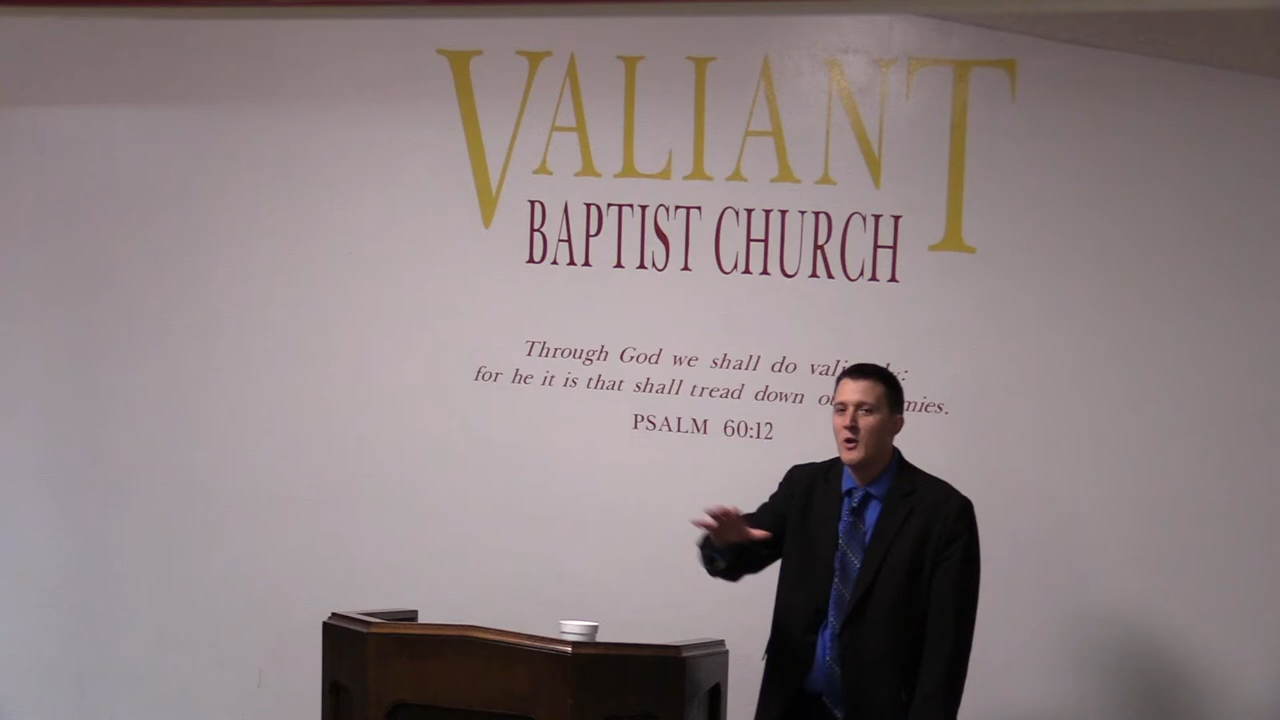 VALIANT
BAPTIST CHURCH
Through God we shall do
for he it is that shall tread down
PSALM 60:12